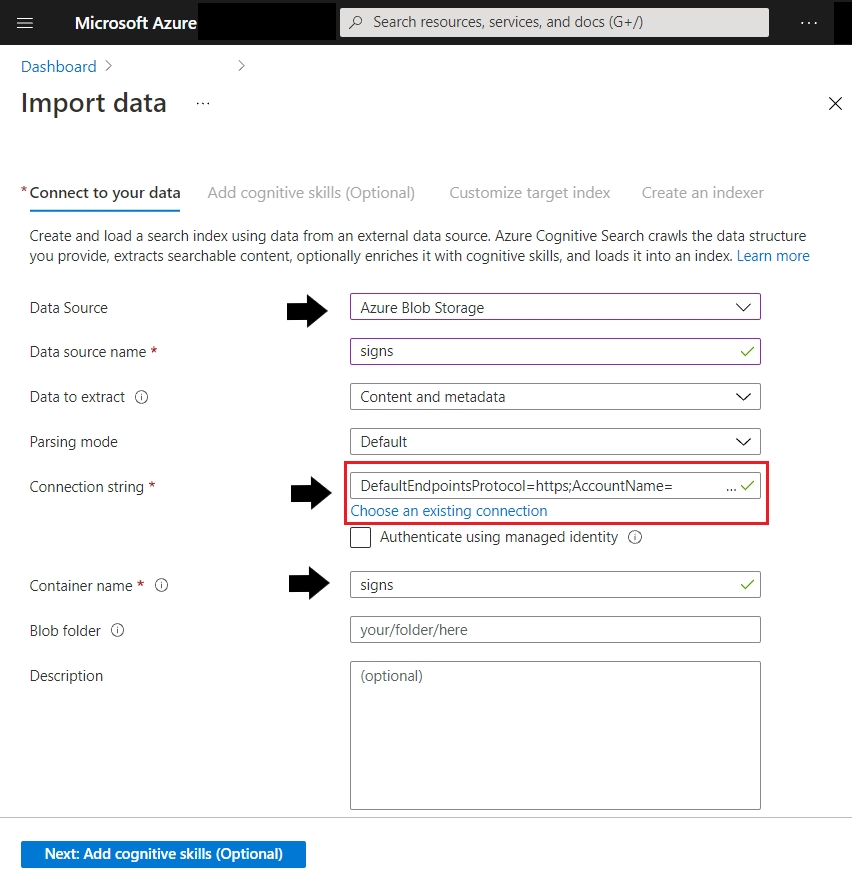 Microsoft Azure
Search resources, services, and docs (G+/)
...
Dashboard
Import data
...
* Connect to your data
Add cognitive skills (Optional)
Customize target index
Create an indexer
Create and load a search index using data from an external data source. Azure Cognitive Search crawls the data structure
you provide, extracts searchable content, optionally enriches it with cognitive skills, and loads it into an index. Learn more
Data Source
Azure Blob Storage
Data source name *
signs
Data to extract
Content and metadata
Parsing mode
Default
Connection string *
DefaultEndpointsProtocol=https;AccountName= ...
Choose an existing connection
Authenticate using managed identity
Container name *
signs
Blob folder
your/folder/here
Description
(optional)
Next: Add cognitive skills (Optional)